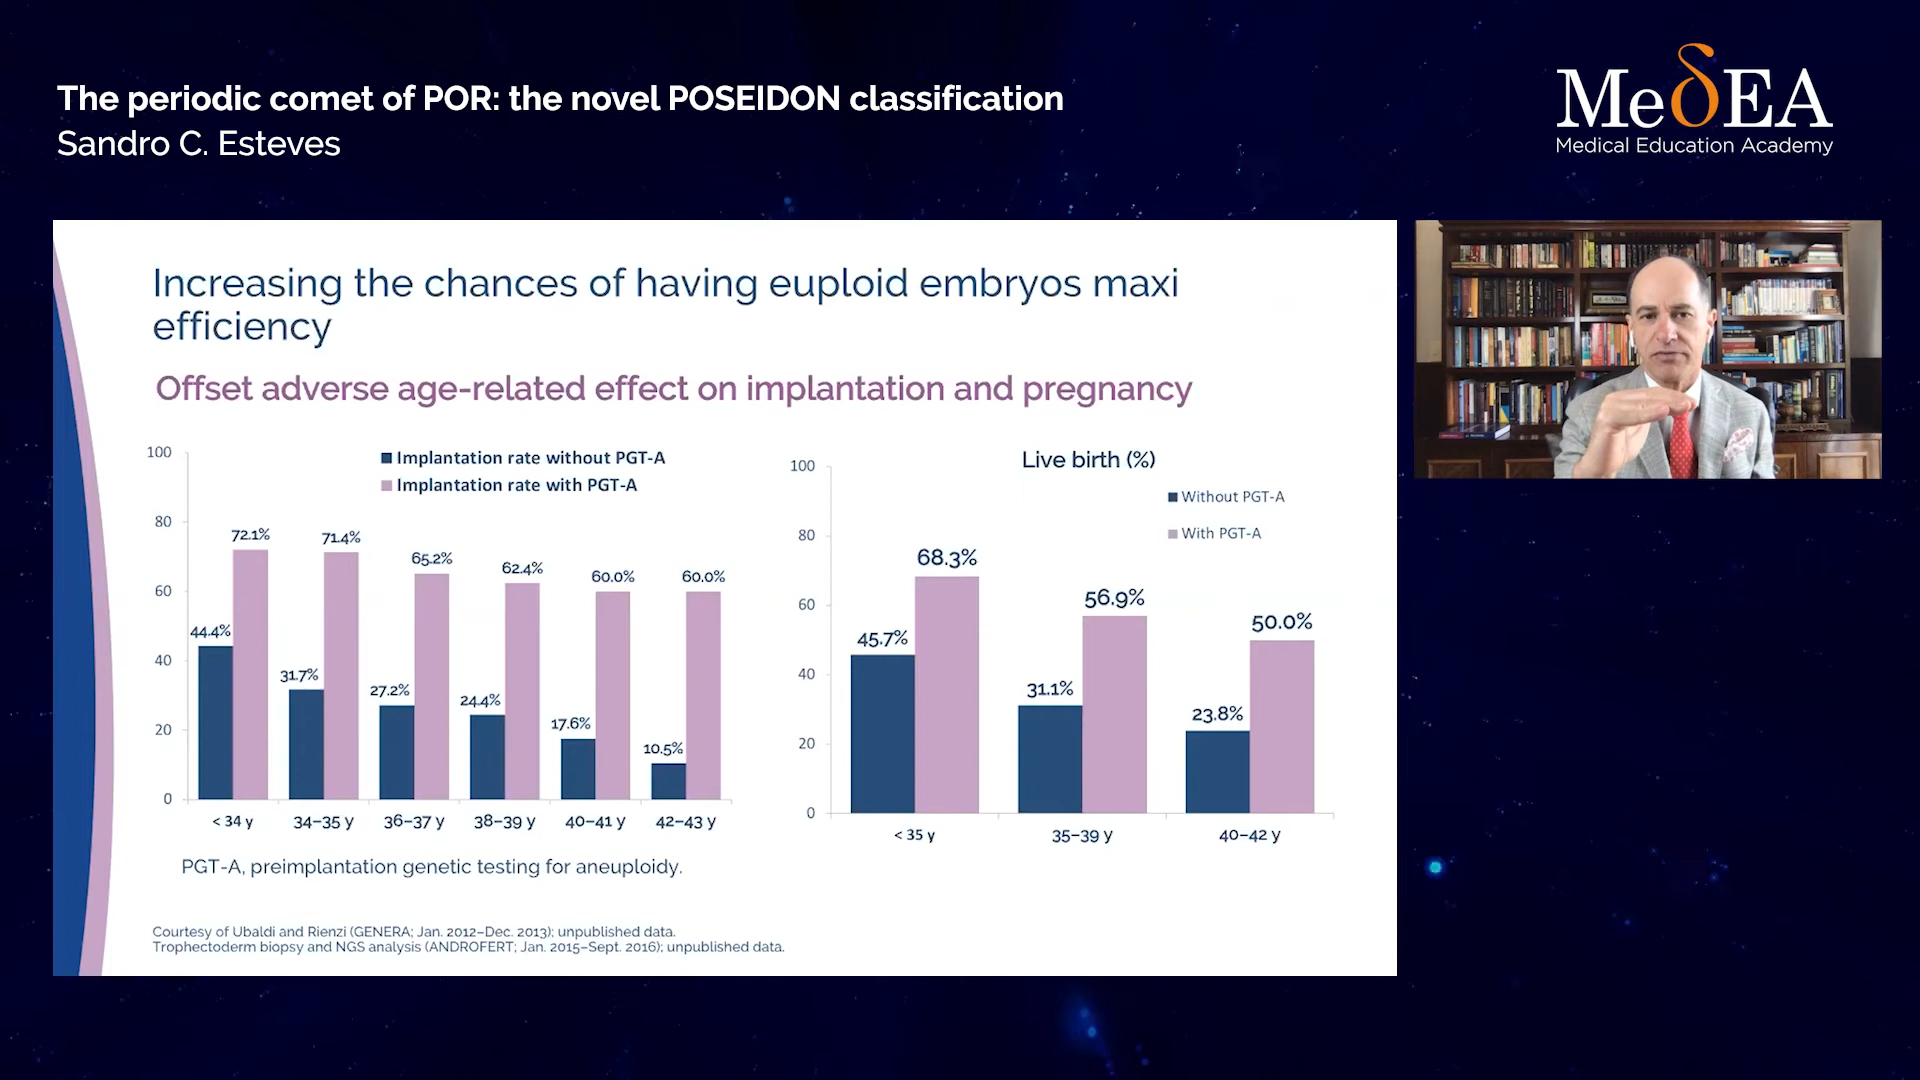 The periodic comet of POR: the novel POSEIDON classification
Sandro C. Esteves
MeδEA
Medical Education Academy
Increasing the chances of having euploid embryos maxi
efficiency
Offset adverse age-related effect on implantation and pregnancy
Implantation rate without PGT-A
Implantation rate with PGT-A
100
80
60
40
20
0
44.4%
72.1%
31.7%
71.4%
27.2%
65.2%
24.4%
62.4%
17.6%
60.0%
10.5%
60.0%
< 34 y
34–35 y
36–37 y
38–39 y
40–41 y
42–43 y
Live birth (%)
Without PGT-A
With PGT-A
100
80
60
40
20
0
45.7%
68.3%
31.1%
56.9%
23.8%
50.0%
< 35 y
35–39 y
40–42 y
PGT-A, preimplantation genetic testing for aneuploidy.
Courtesy of Ubaldi and Rienzi (GENERA; Jan. 2012–Dec. 2013); unpublished data.
Trophectoderm biopsy and NGS analysis (ANDROFERT; Jan. 2015–Sept. 2016); unpublished data.